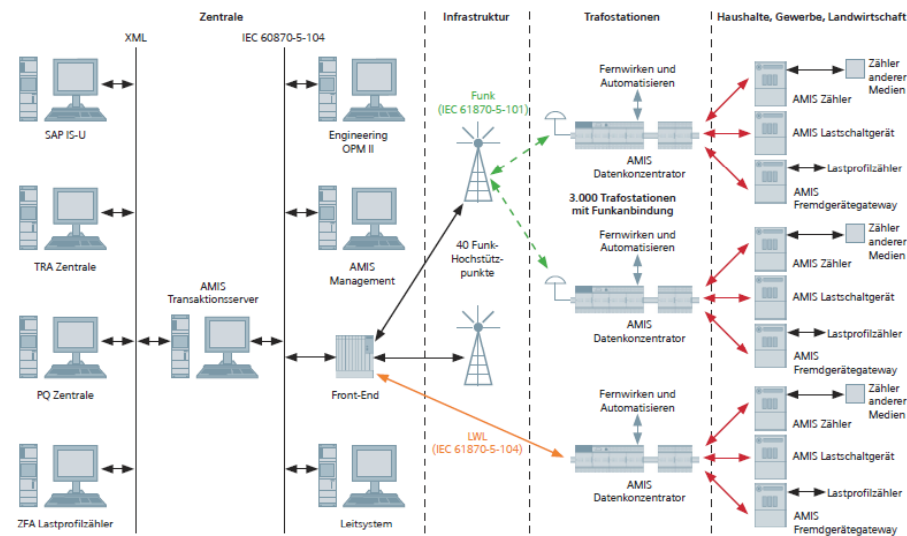 Zentrale
Infrastruktur
Trafostationen
Haushalte, Gewerbe, Landwirtschaft
XML
IEC 60870-5-104
SAP IS-U
TRA Zentrale
PQ Zentrale
ZFA Lastprofilzähler
AMIS
Transaktionsserver
Engineering
OPM II
AMIS
Management
Front-End
Leitsystem
Funk
(IEC 61870-5-101)
40 Funk-
Hochstütz-
punkte
LWL
(IEC 61870-5-104)
Fernwirken und
Automatisieren
AMIS
Datenkonzentrator
3.000 Trafostationen
mit Funkanbindung
Fernwirken und
Automatisieren
AMIS
Datenkonzentrator
Fernwirken und
Automatisieren
AMIS
Datenkonzentrator
Zähler
anderer
Medien
AMIS Zähler
AMIS Lastschaltgerät
Lastprofilzähler
AMIS
Fremdgerätegateway
Zähler
anderer
Medien
AMIS Zähler
AMIS Lastschaltgerät
Lastprofilzähler
AMIS
Fremdgerätegateway
Zähler
anderer
Medien
AMIS Zähler
AMIS Lastschaltgerät
Lastprofilzähler
AMIS
Fremdgerätegateway